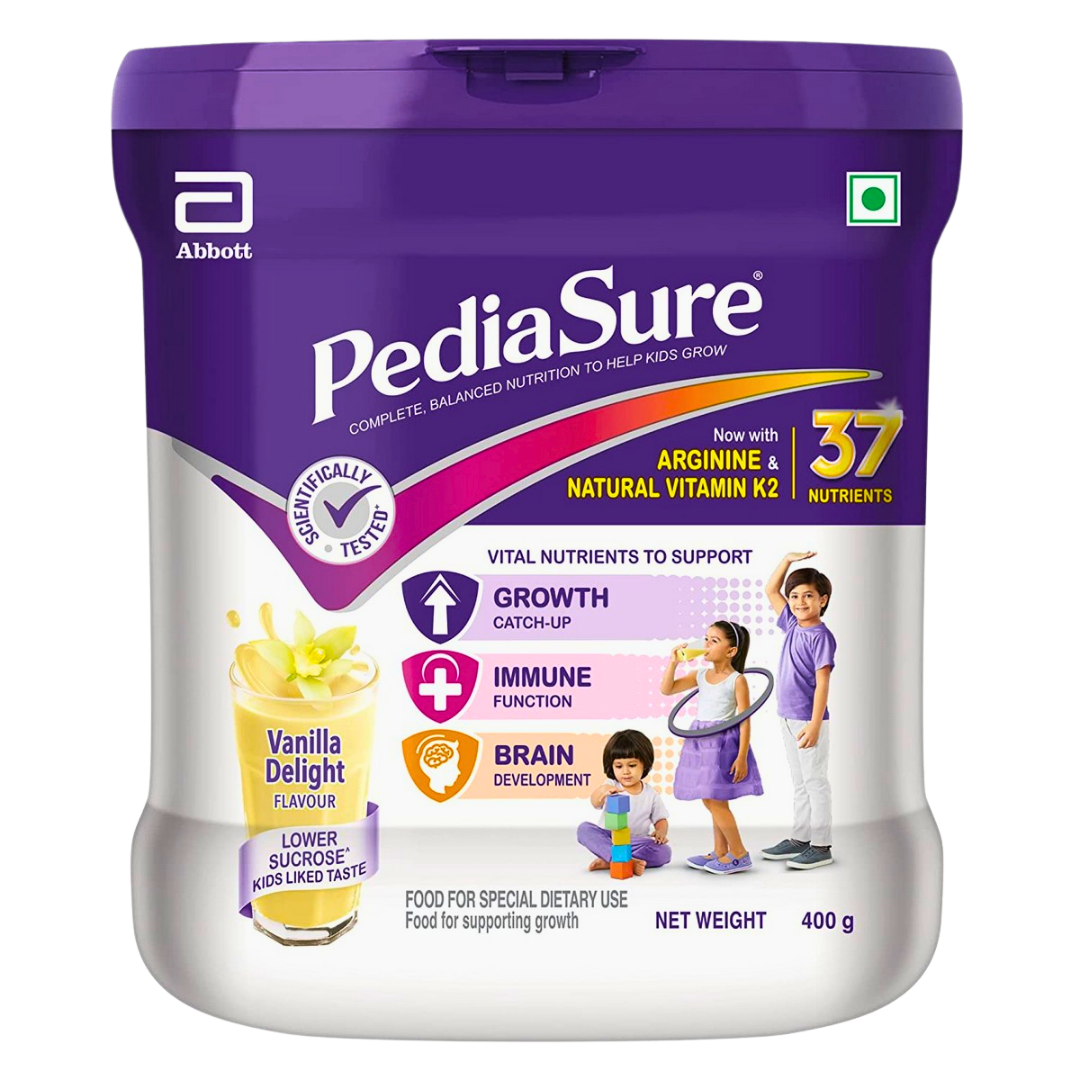 Abbott
PediaSure®
COMPLETE, BALANCED NUTRITION TO HELP KIDS GROW
Now with
ARGININE &
NATURAL VITAMIN K2
37
NUTRIENTS
SCIENTIFICALLY
TESTED+
VITAL NUTRIENTS TO SUPPORT
GROWTH
CATCH-UP
IMMUNE
FUNCTION
BRAIN
DEVELOPMENT
Vanilla
Delight
FLAVOUR
LOWER
SUCROSE^
KIDS LIKED TASTE
FOOD FOR SPECIAL DIETARY USE
Food for supporting growth
NET WEIGHT 400 g